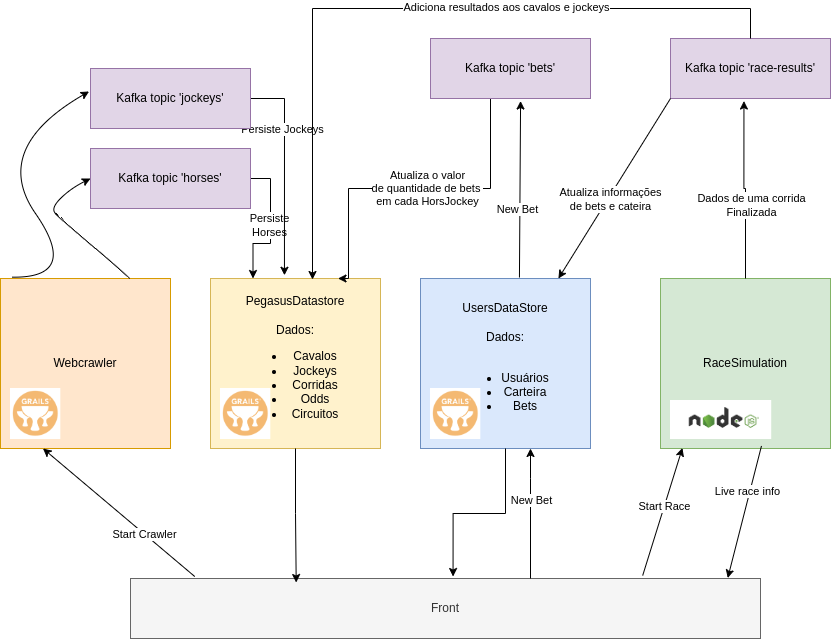 Adiciona resultados aos cavalos e jockeys
Kafka topic 'jockeys'
Kafka topic 'bets'
Kafka topic 'race-results'
Persiste Jockeys
Kafka topic 'horses'
Atualiza o valor
de quantidade de bets
em cada HorsJockey
New Bet
Atualiza informações
de bets e cateira
Dados de uma corrida
Finalizada
Persiste
Horses
Webcrawler
GRAILS
PegasusDatastore
Dados:
• Cavalos
• Jockeys
• Corridas
• Odds
• Circuitos
GRAILS
UsersDataStore
Dados:
• Usuários
• Carteira
• Bets
GRAILS
RaceSimulation
node
JS
Start Crawler
New Bet
Start Race
Live race info
Front